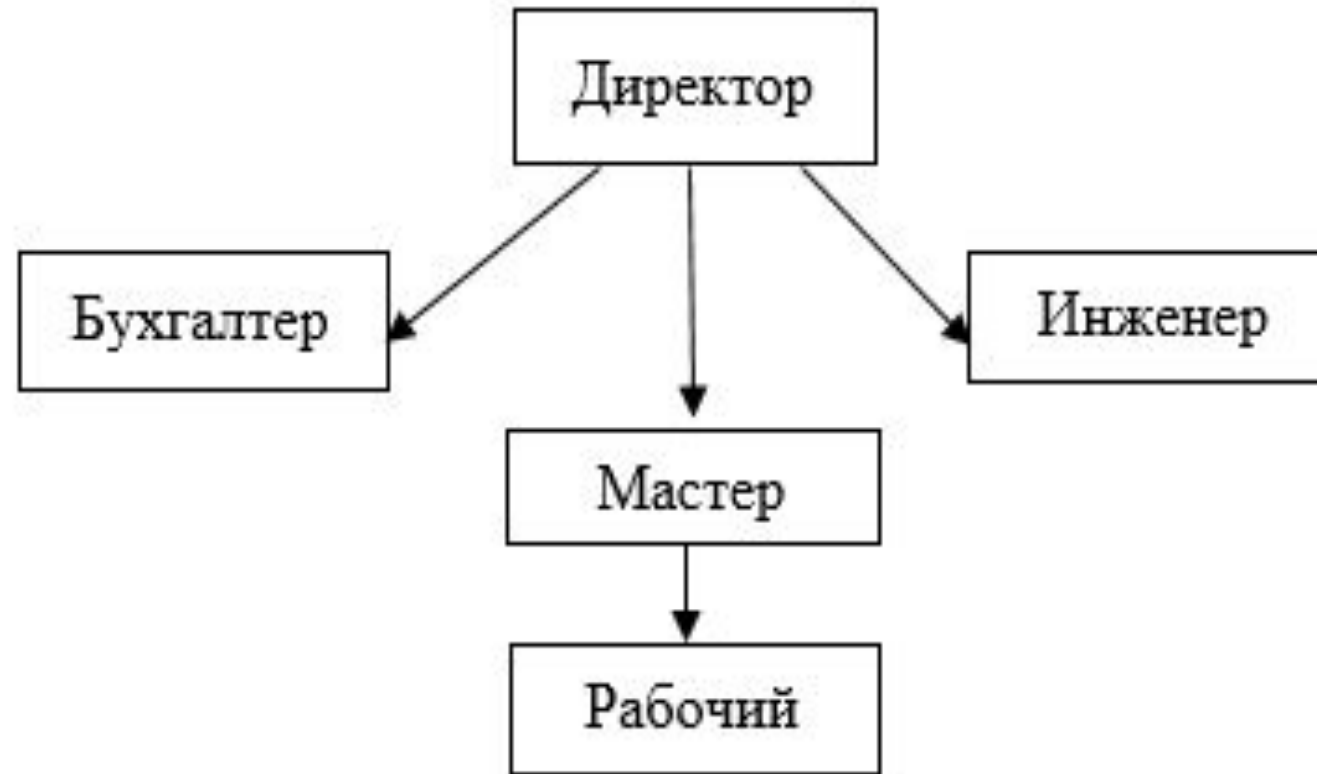 Директор
Бухгалтер
Инженер
Мастер
Рабочий